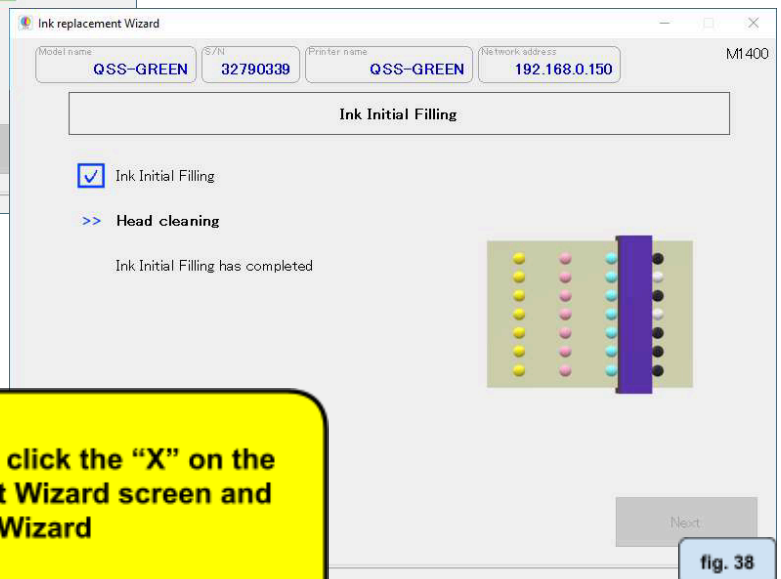 Ink replacement Wizard
Model name
QSS-GREEN
S/N
32790339
Printer name
QSS-GREEN
Network address
192.168.0.150
M1400
Ink Initial Filling
Ink Initial Filling
>> Head cleaning
Ink Initial Filling has completed
click the “X” on the
t Wizard screen and
Wizard
Next
fig. 38